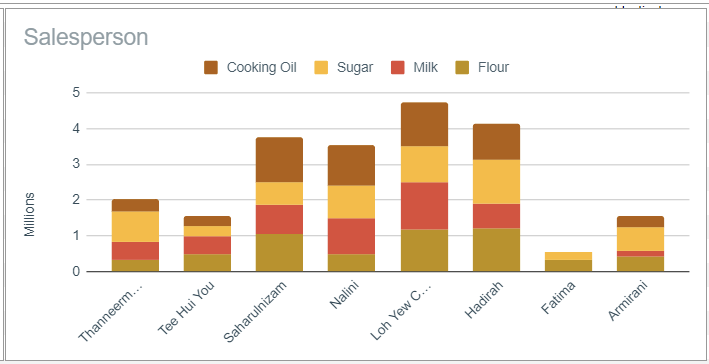 Salesperson
Cooking Oil Sugar Milk Flour
Millions
5
4
3
2
1
0
Thanneerm...
Tee Hui You
Saharulnizam
Nalini
Loh Yew C...
Hadirah
Fatima
Armirani